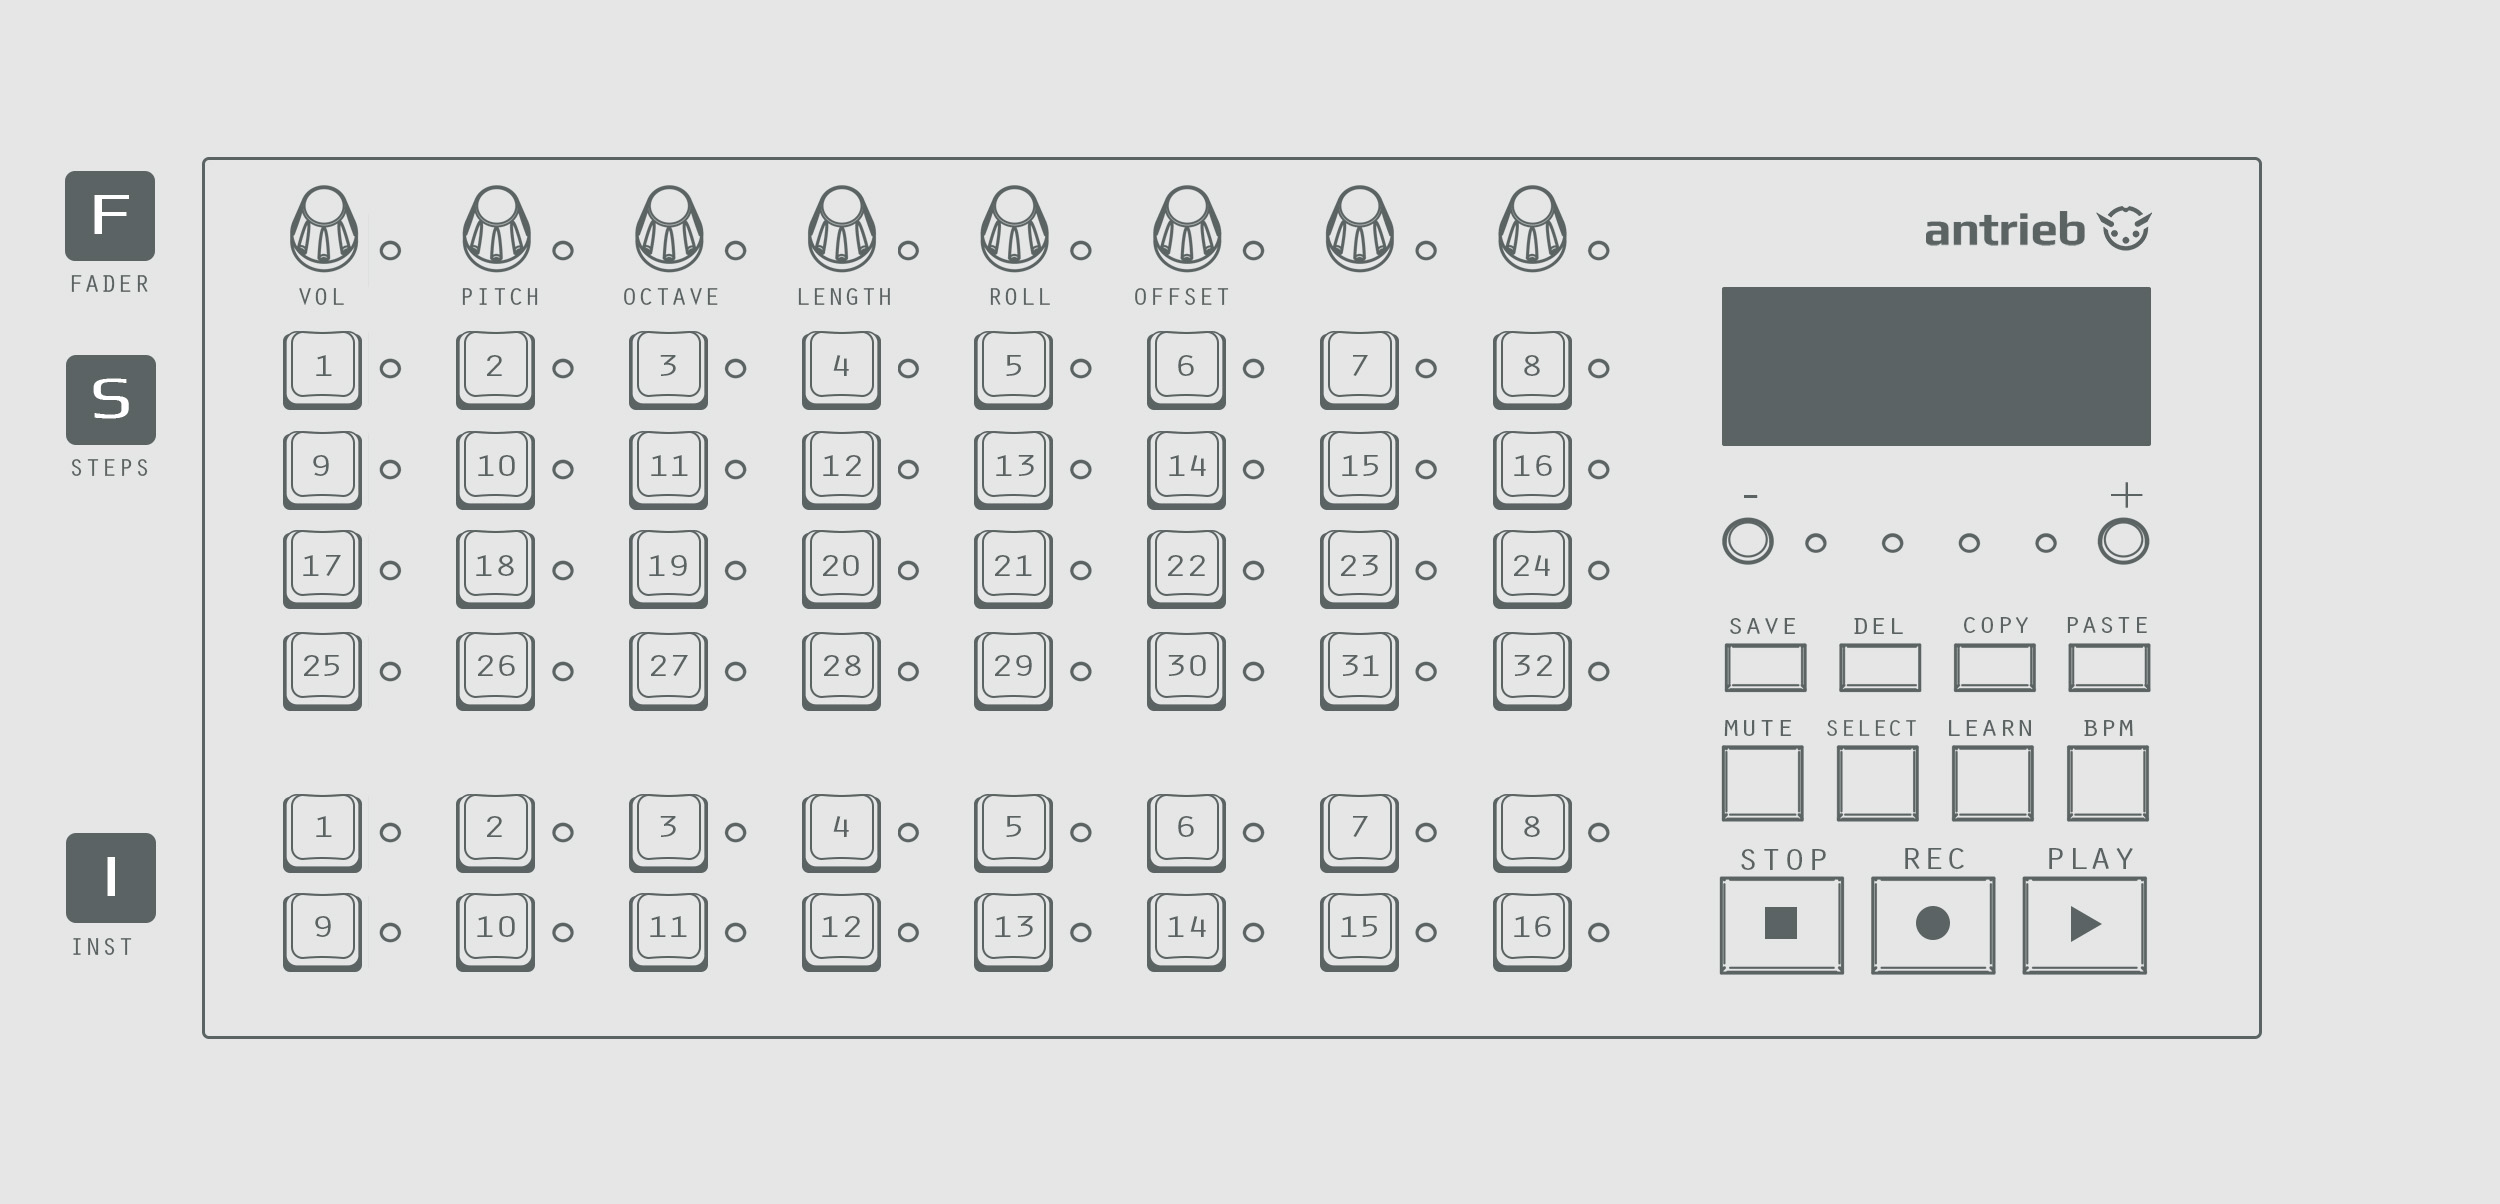 F
FADER
VOL PITCH OCTAVE LENGTH ROLL OFFSET
antrieb
S
STEPS
1 2 3 4 5 6 7 8
9 10 11 12 13 14 15 16
17 18 19 20 21 22 23 24
25 26 27 28 29 30 31 32
I
INST
1 2 3 4 5 6 7 8
9 10 11 12 13 14 15 16
- +
SAVE DEL COPY PASTE
MUTE SELECT LEARN BPM
STOP REC PLAY